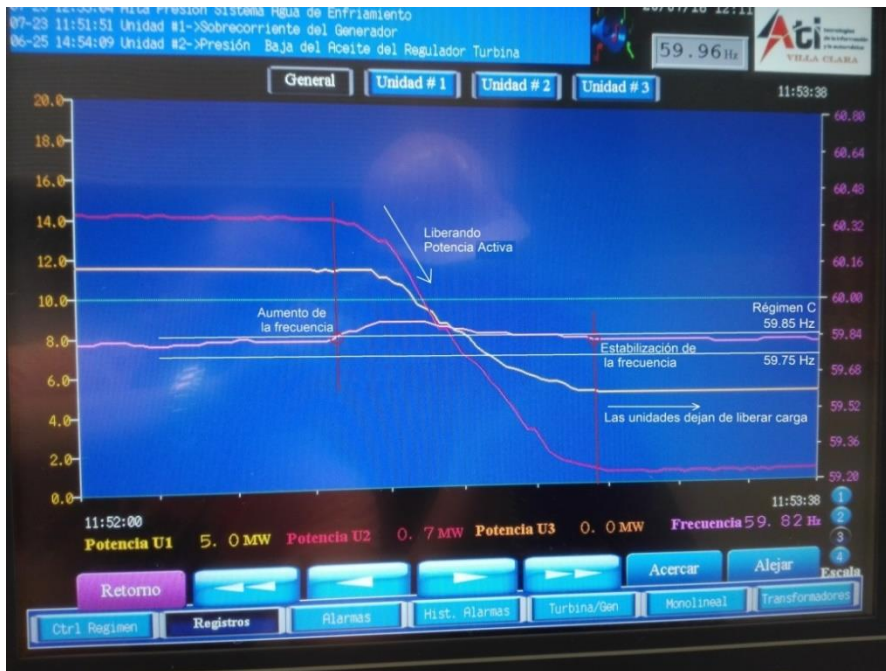 Presión Sistema Agua de Enfriamiento
07-23 11:51:51 Unidad #1->Sobrecorriente del Generador
06-25 14:54:09 Unidad #2->Presión Baja del Aceite del Regulador Turbina
59.96 Hz
Ati
VILLA CLARA
General
Unidad # 1
Unidad # 2
Unidad # 3
11:53:38
20.0
18.0
16.0
14.0
12.0
10.0
8.0
6.0
4.0
2.0
0.0
60.80
60.64
60.48
60.32
60.16
60.00
59.84
59.68
59.52
59.36
59.20
Liberando
Potencia Activa
Aumento de
la frecuencia
Régimen C
59.85 Hz
Estabilización de
la frecuencia
59.75 Hz
Las unidades dejan de liberar carga
11:52:00
11:53:38
Potencia U1 5.0 MW Potencia U2 0.7 MW Potencia U3 0.0 MW Frecuencia 59.82 Hz
1
2
3
4
Escala
Retorno
Acercar
Alejar
Ctrl Regimen
Registros
Alarmas
Hist. Alarmas
Turbina/Gen
Monolineal
Transformadores